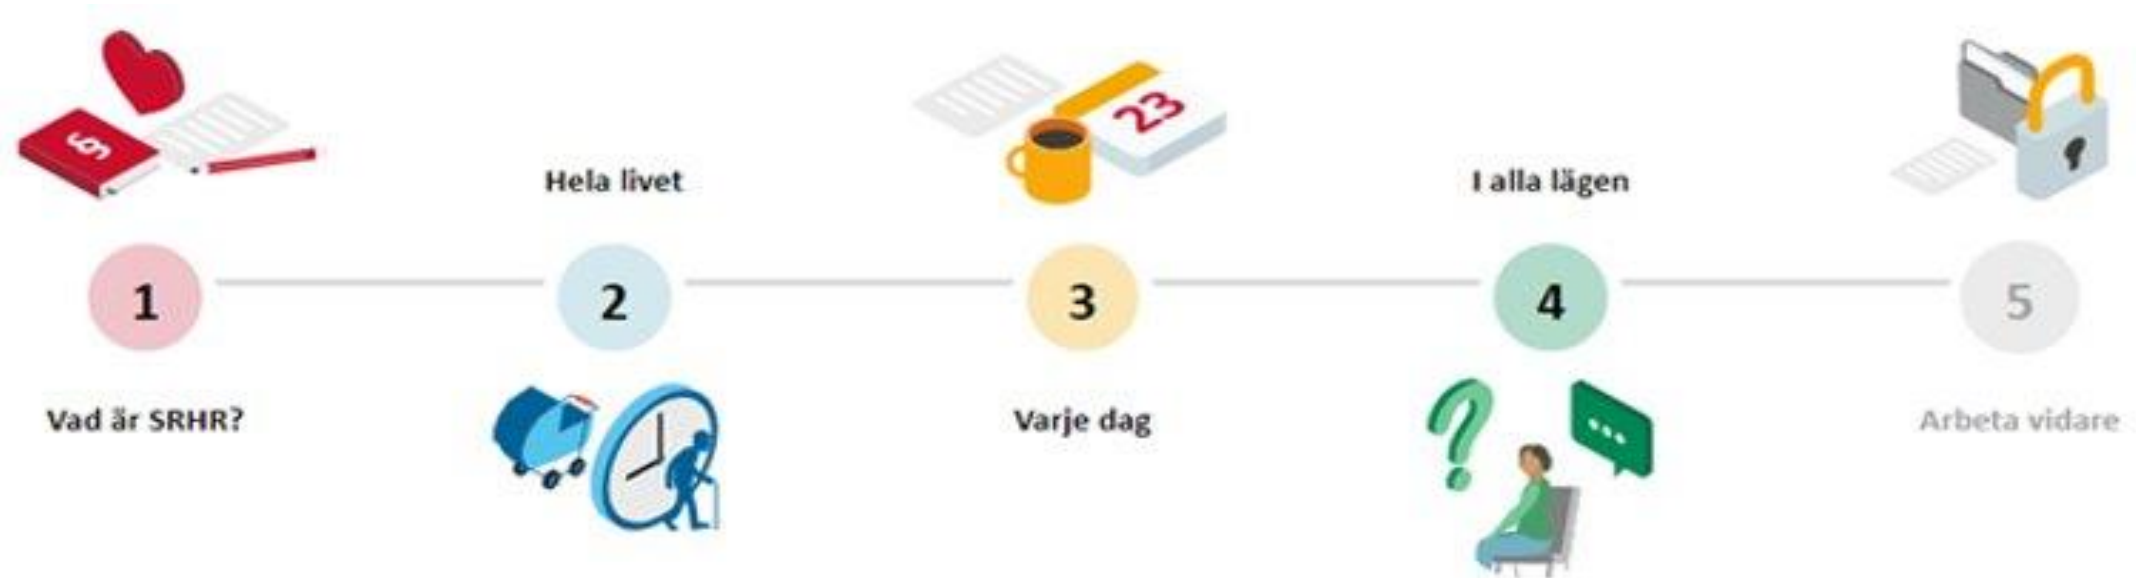 §
23
Hela livet
I alla lägen
1
2
3
4
5
Vad är SRHR?
Varje dag
Arbeta vidare